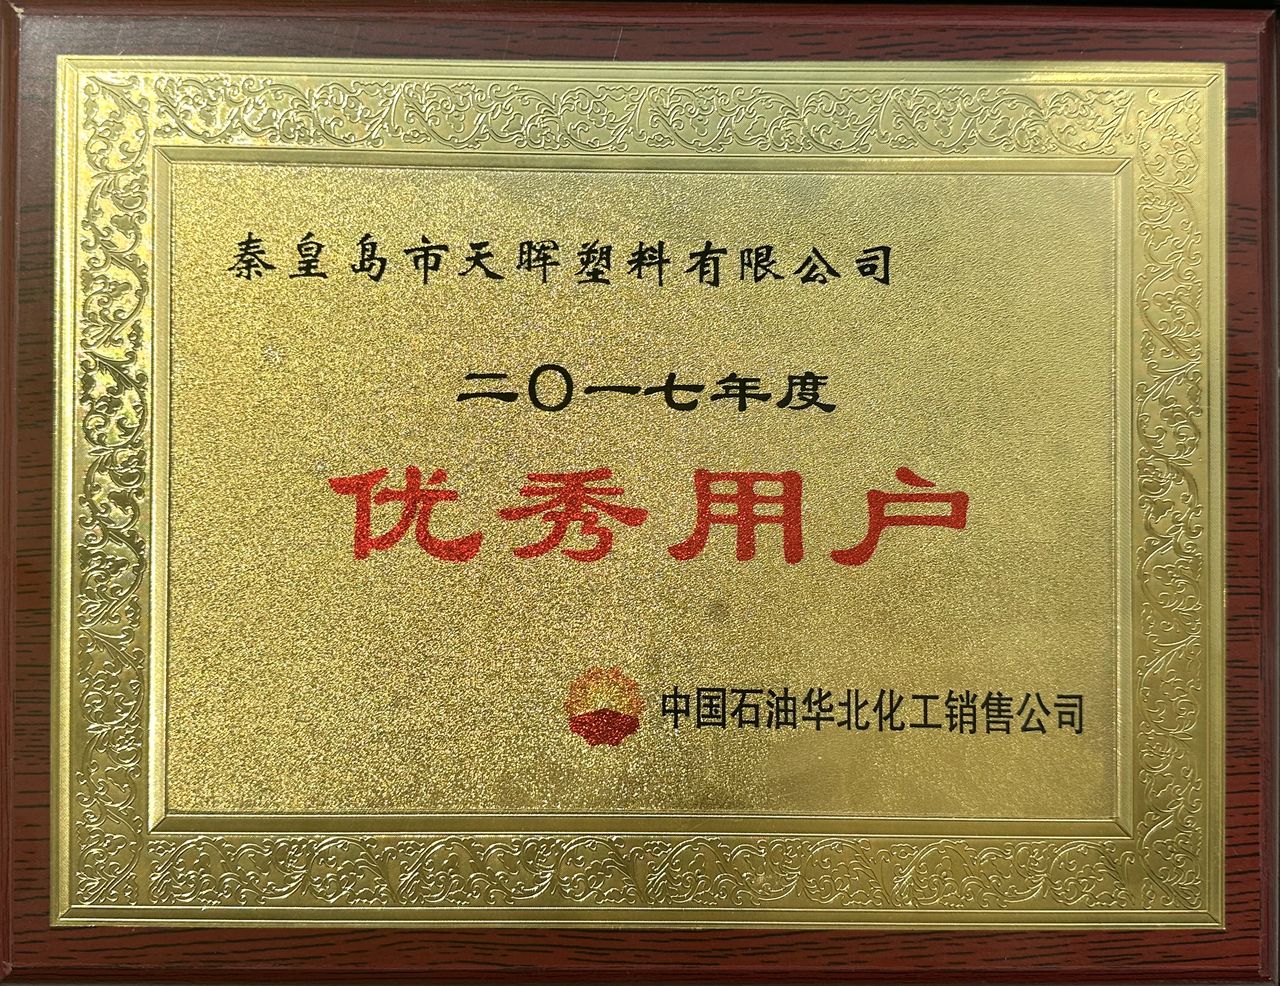 秦皇岛市天晖塑料有限公司
二〇一七年度
优秀用户
中国石油华北化工销售公司